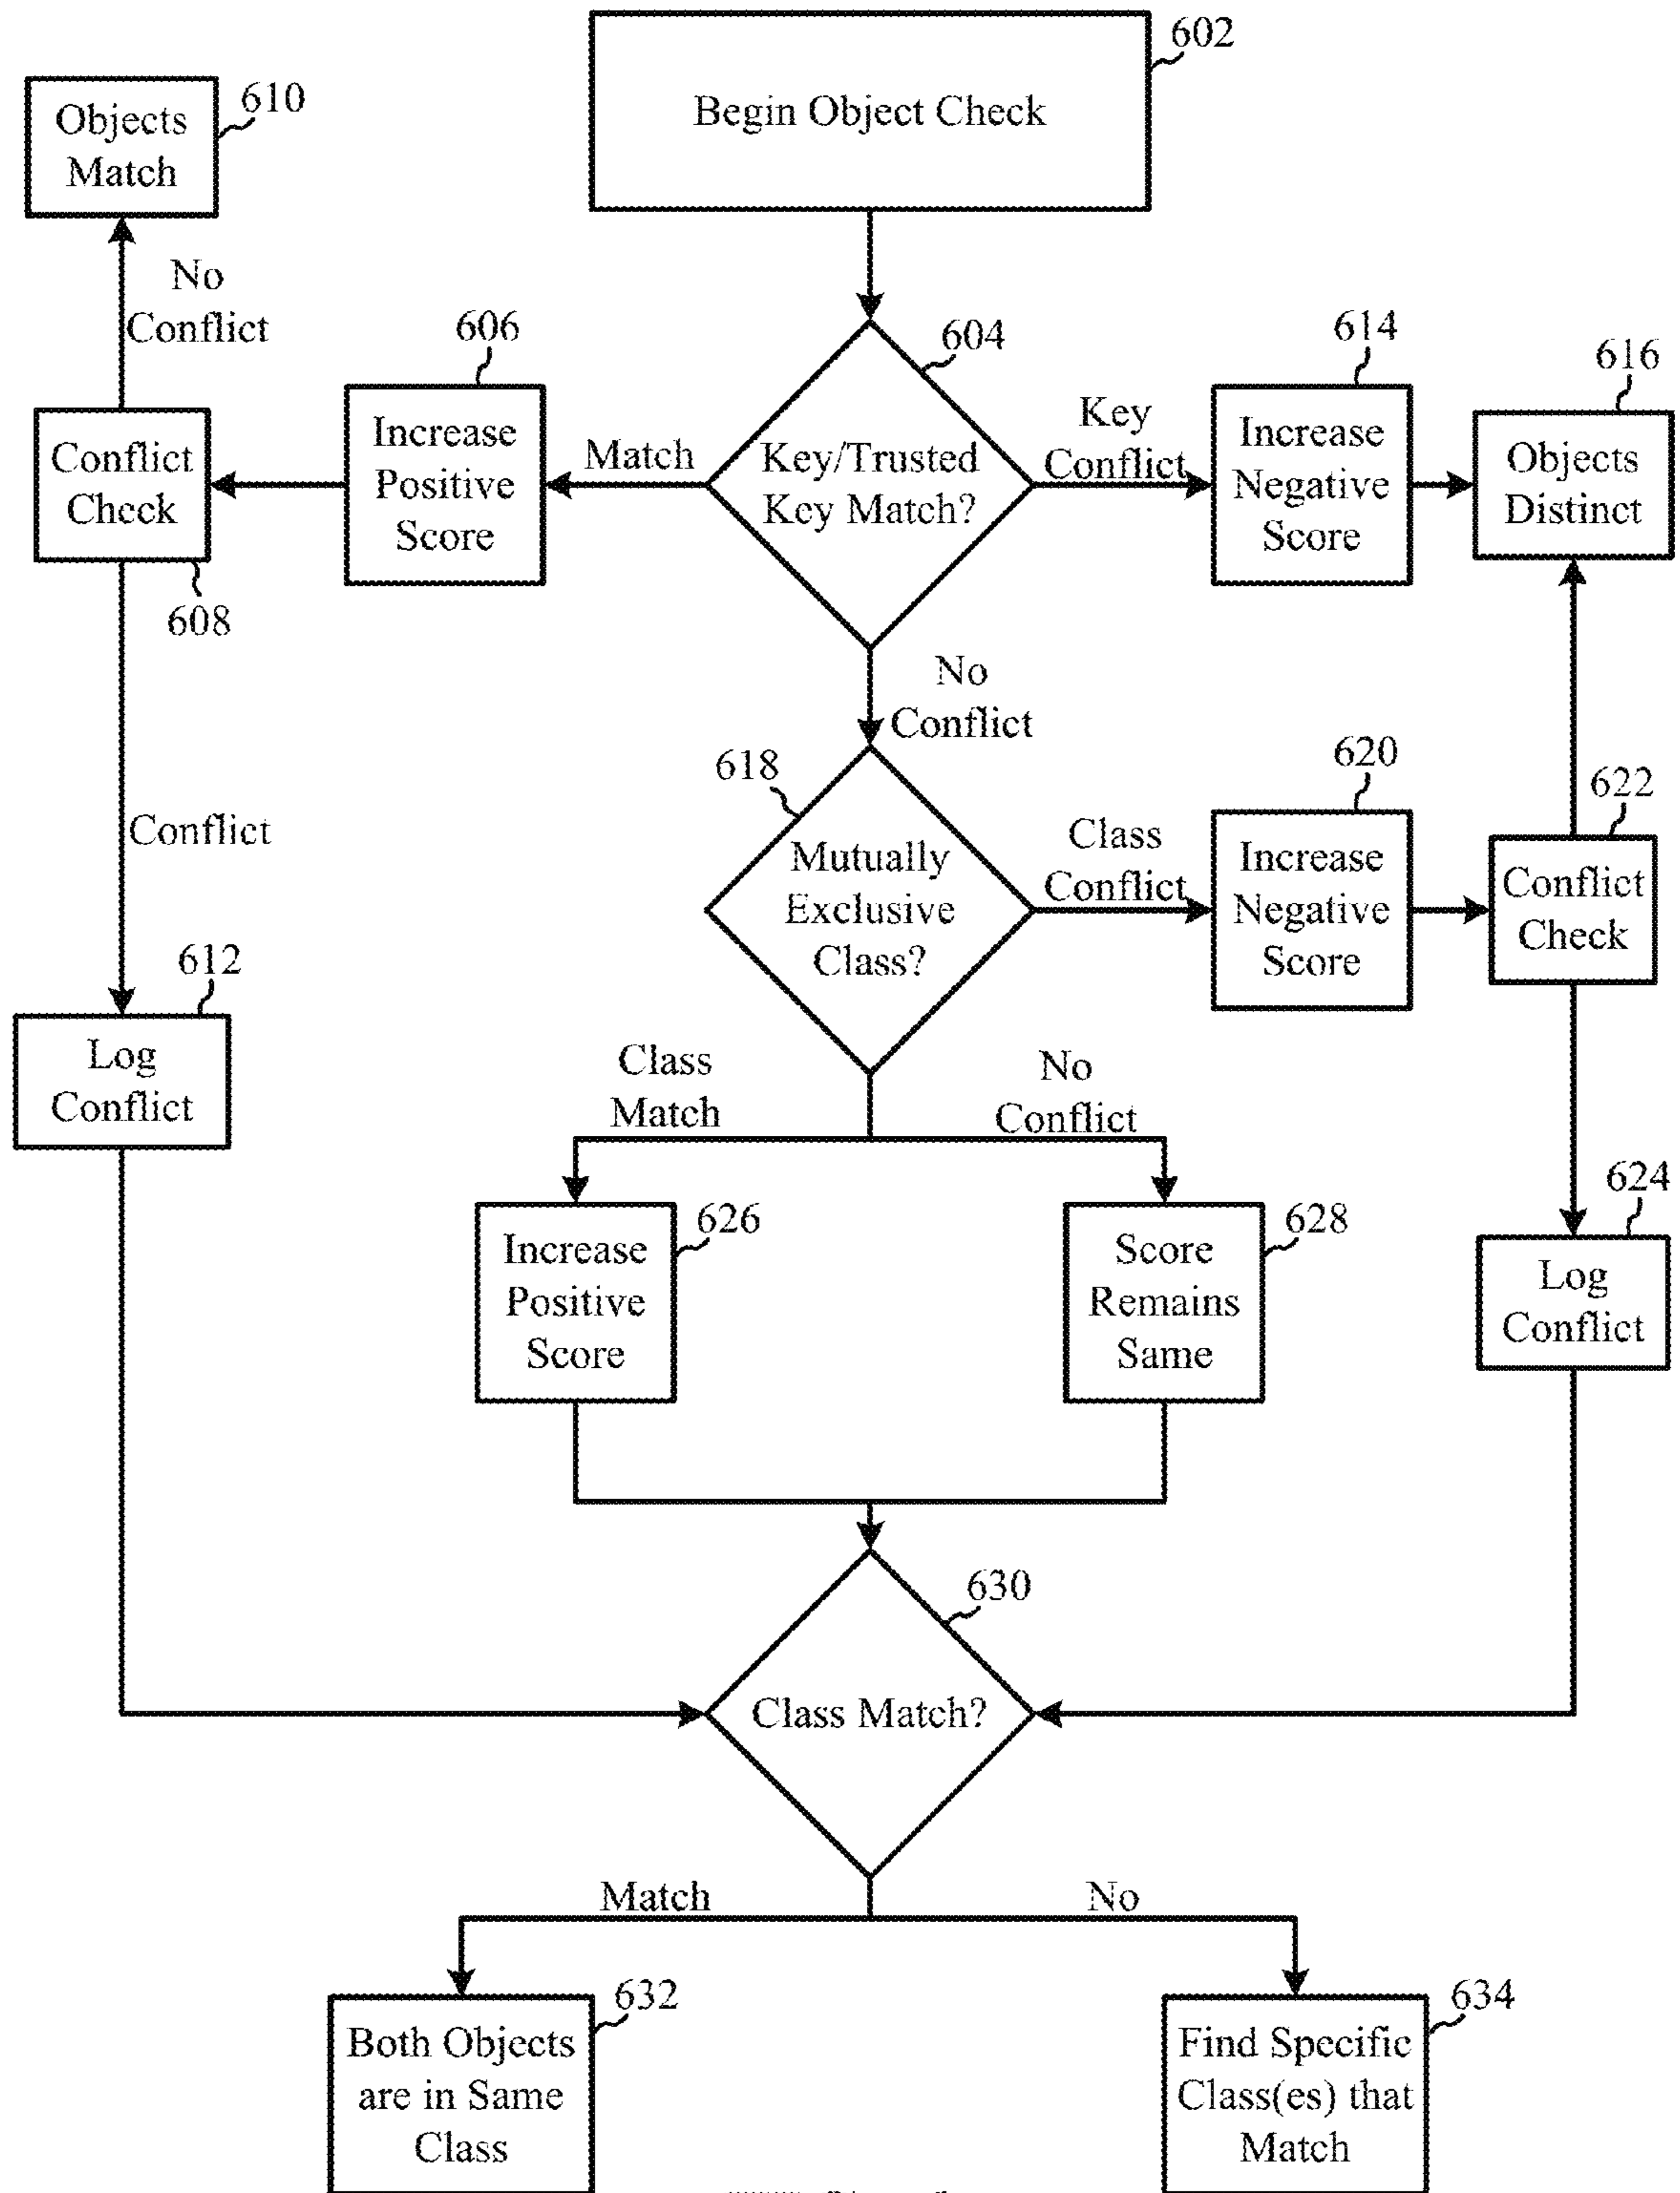 602
Begin Object Check
610
Objects
Match
No
Conflict
606
604
614
616
Conflict
Check
608
Increase
Positive
Score
Match
Key/Trusted
Key Match?
Key
Conflict
Increase
Negative
Score
Objects
Distinct
No
Conflict
618
620
622
Conflict
Mutually
Exclusive
Class?
Class
Conflict
Increase
Negative
Score
Conflict
Check
612
Log
Conflict
Class
Match
No
Conflict
624
626
628
Increase
Positive
Score
Score
Remains
Same
Log
Conflict
630
Class Match?
Match
No
632
634
Both Objects
are in Same
Class
Find Specific
Class(es) that
Match